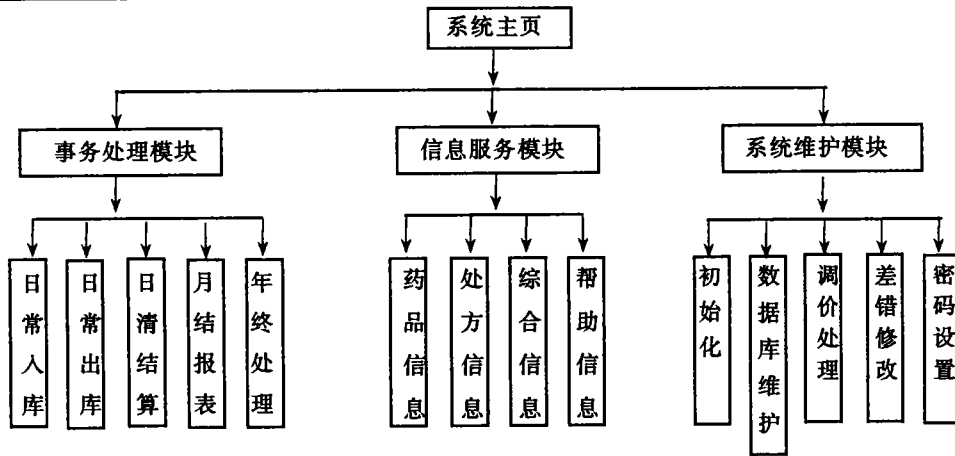 系统主页
事务处理模块
信息服务模块
系统维护模块
日常入库
日常出库
日清结算
月结报表
年终处理
药品信息
处方信息
综合信息
帮助信息
初始化
数据库维护
调价处理
差错修改
密码设置